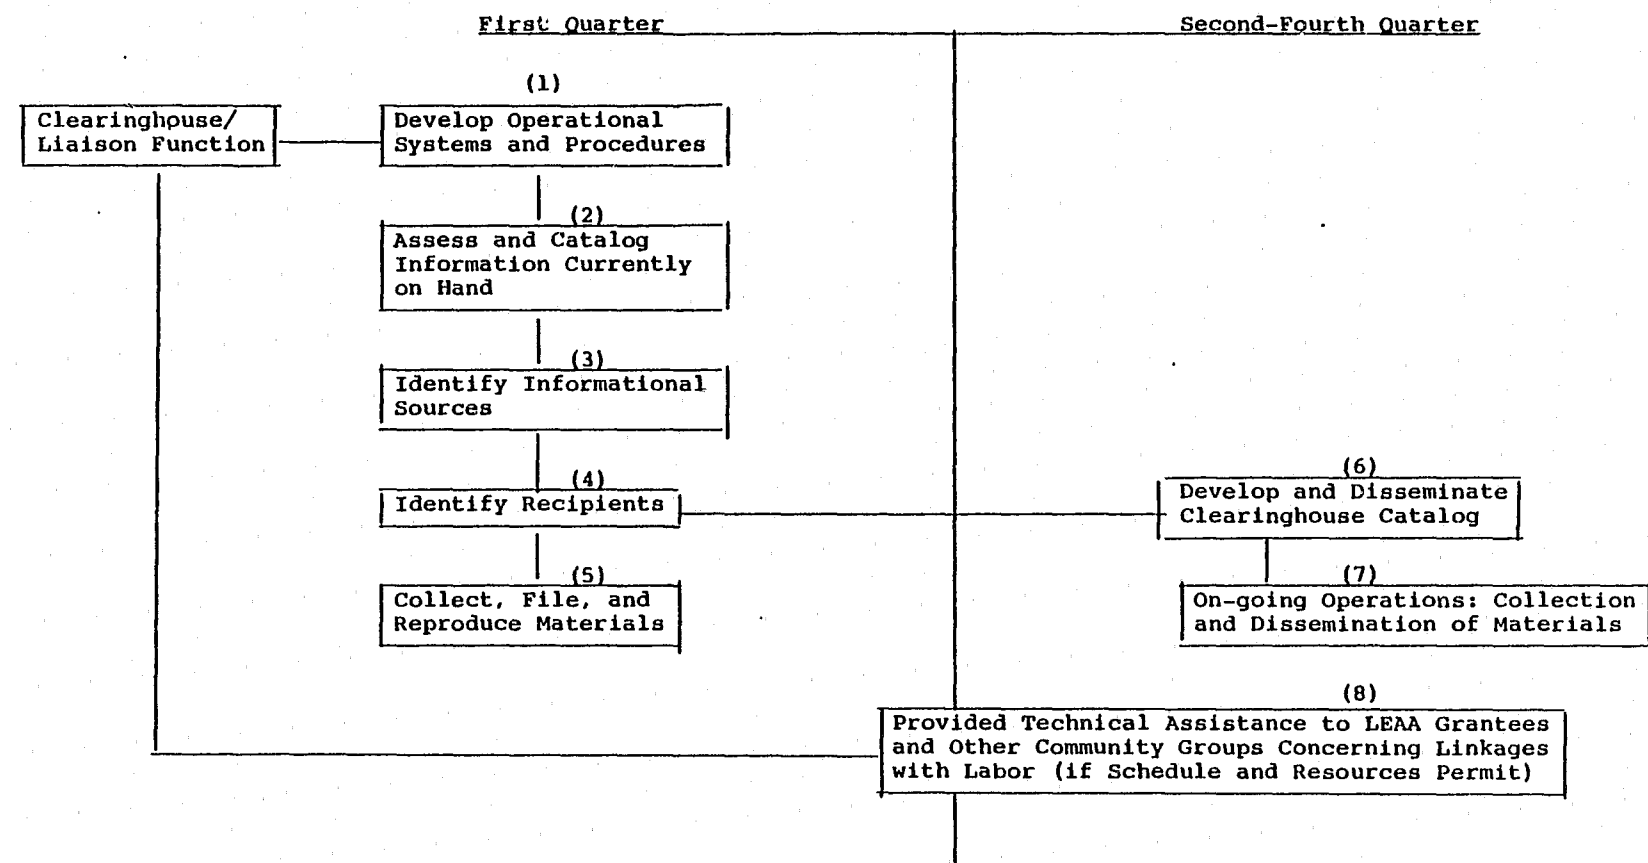 First Quarter
Second-Fourth Quarter
(1)
Clearinghouse/
Liaison Function
Develop Operational
Systems and Procedures
(2)
Assess and Catalog
Information Currently
on Hand
(3)
Identify Informational
Sources
(4)
Identify Recipients
(5)
Collect, File, and
Reproduce Materials
(6)
Develop and Disseminate
Clearinghouse Catalog
(7)
On-going Operations: Collection
and Dissemination of Materials
(8)
Provided Technical Assistance to LEAA Grantees
and Other Community Groups Concerning Linkages
with Labor (if Schedule and Resources Permit)